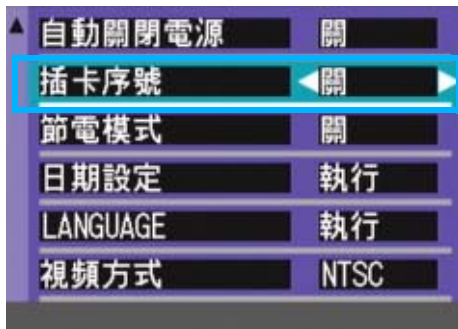 自動關閉電源 關
插卡序號 關
節電模式 關
日期設定 執行
LANGUAGE 執行
視頻方式 NTSC